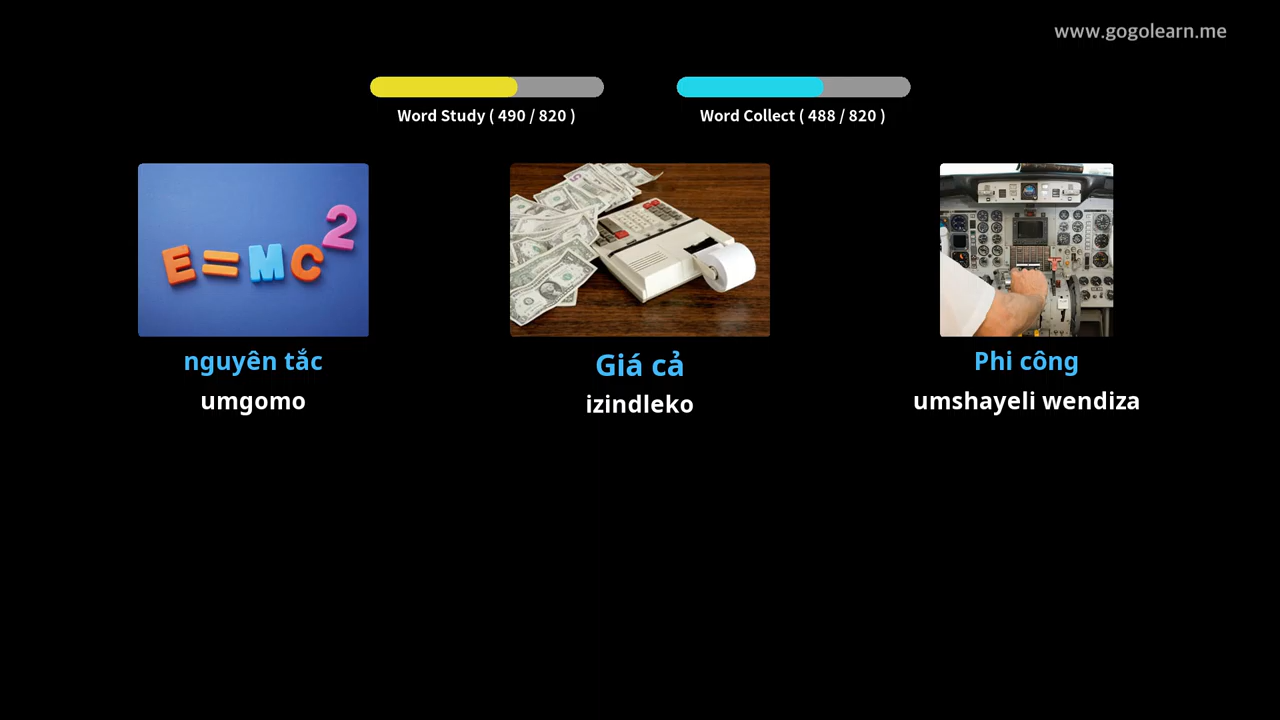 www.gogolearn.me
Word Study ( 490 / 820 )
Word Collect ( 488 / 820 )
E=MC²
nguyên tắc
umgomo
Giá cả
izindleko
Phi công
umshayeli wendiza